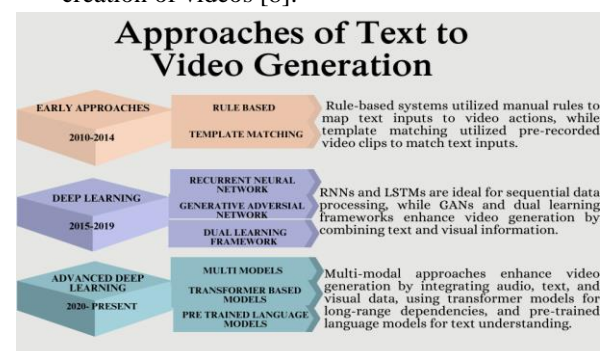 creation of videos [8].
Approaches of Text to
Video Generation
EARLY APPROACHES
2010-2014
RULE BASED
TEMPLATE MATCHING
Rule-based systems utilized manual rules to
map text inputs to video actions, while
template matching utilized pre-recorded
video clips to match text inputs.
DEEP LEARNING
2015-2019
RECURRENT NEURAL
NETWORK
GENERATIVE ADVERSIAL
NETWORK
DUAL LEARNING
FRAMEWORK
RNNs and LSTMs are ideal for sequential data
processing, while GANs and dual learning
frameworks enhance video generation by
combining text and visual information.
ADVANCED DEEP
LEARNING
2020- PRESENT
MULTI MODELS
TRANSFORMER BASED
MODELS
PRE TRAINED LANGUAGE
MODELS
Multi-modal approaches enhance video
generation by integrating audio, text, and
visual data, using transformer models for
long-range dependencies, and pre-trained
language models for text understanding.